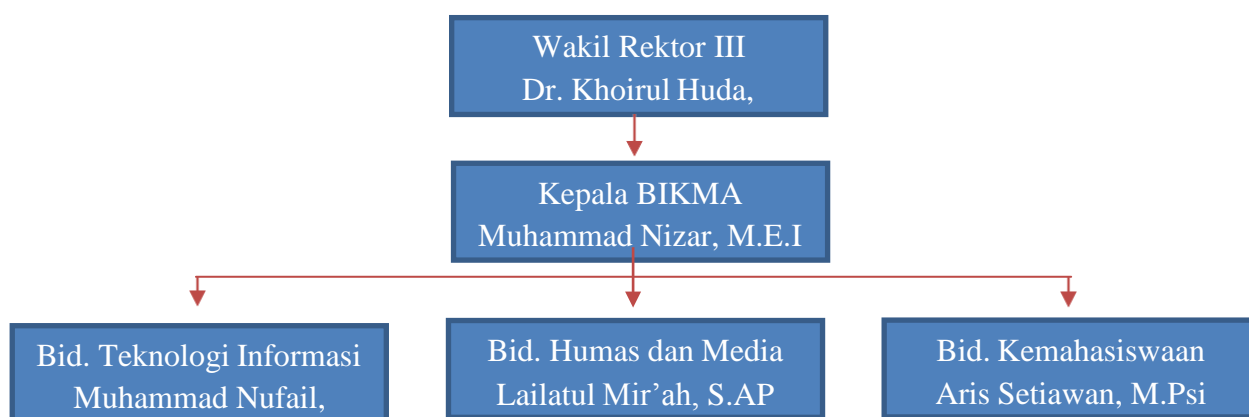 Wakil Rektor III
Dr. Khoirul Huda,
Kepala BIKMA
Muhammad Nizar, M.E.I
Bid. Teknologi Informasi
Muhammad Nufail,
Bid. Humas dan Media
Lailatul Mir’ah, S.AP
Bid. Kemahasiswaan
Aris Setiawan, M.Psi